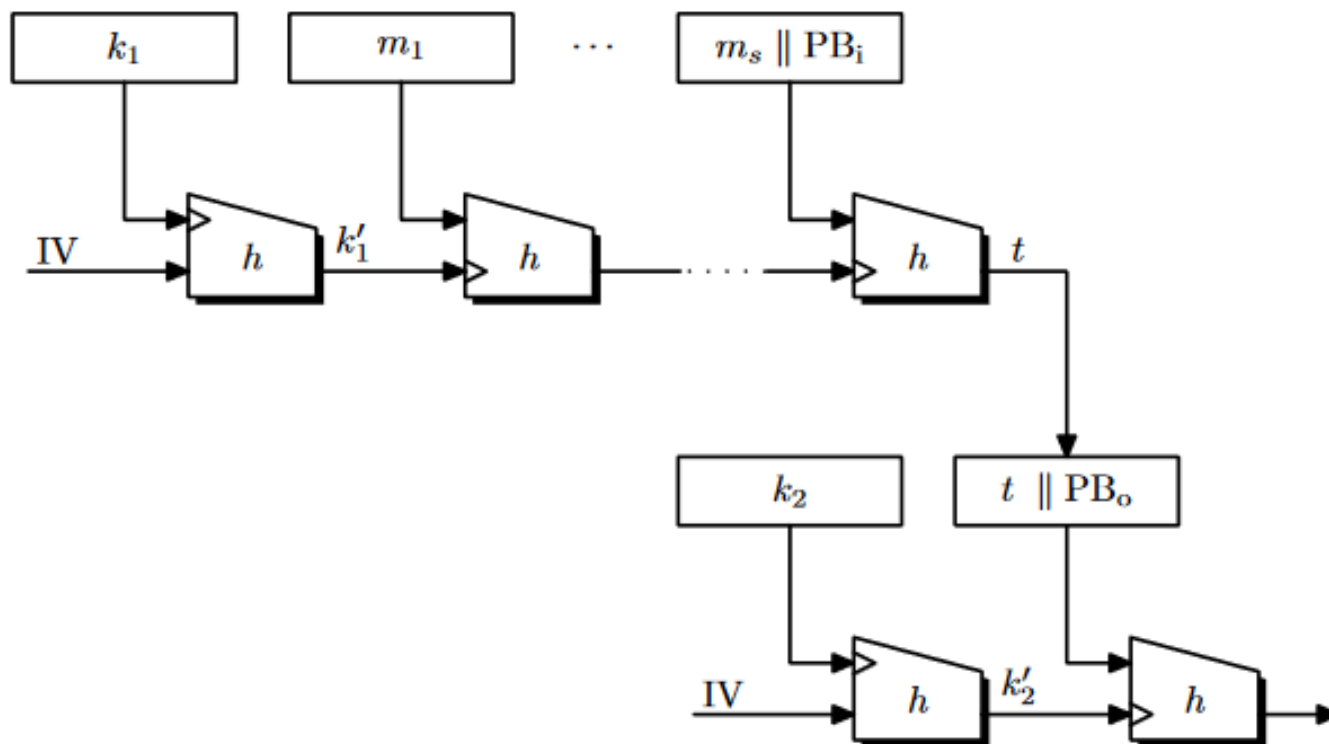 k₁ m₁ ⋯ mₛ ∥ PBᵢ
IV h k′₁ h ⋯ h t
k₂ t ∥ PBₒ
IV h k′₂ h